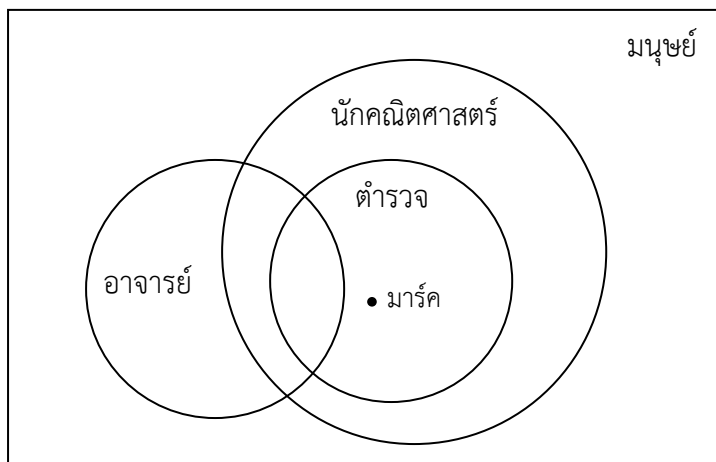 มนุษย์
นักคณิตศาสตร์
ตำรวจ
อาจารย์
มาร์ค